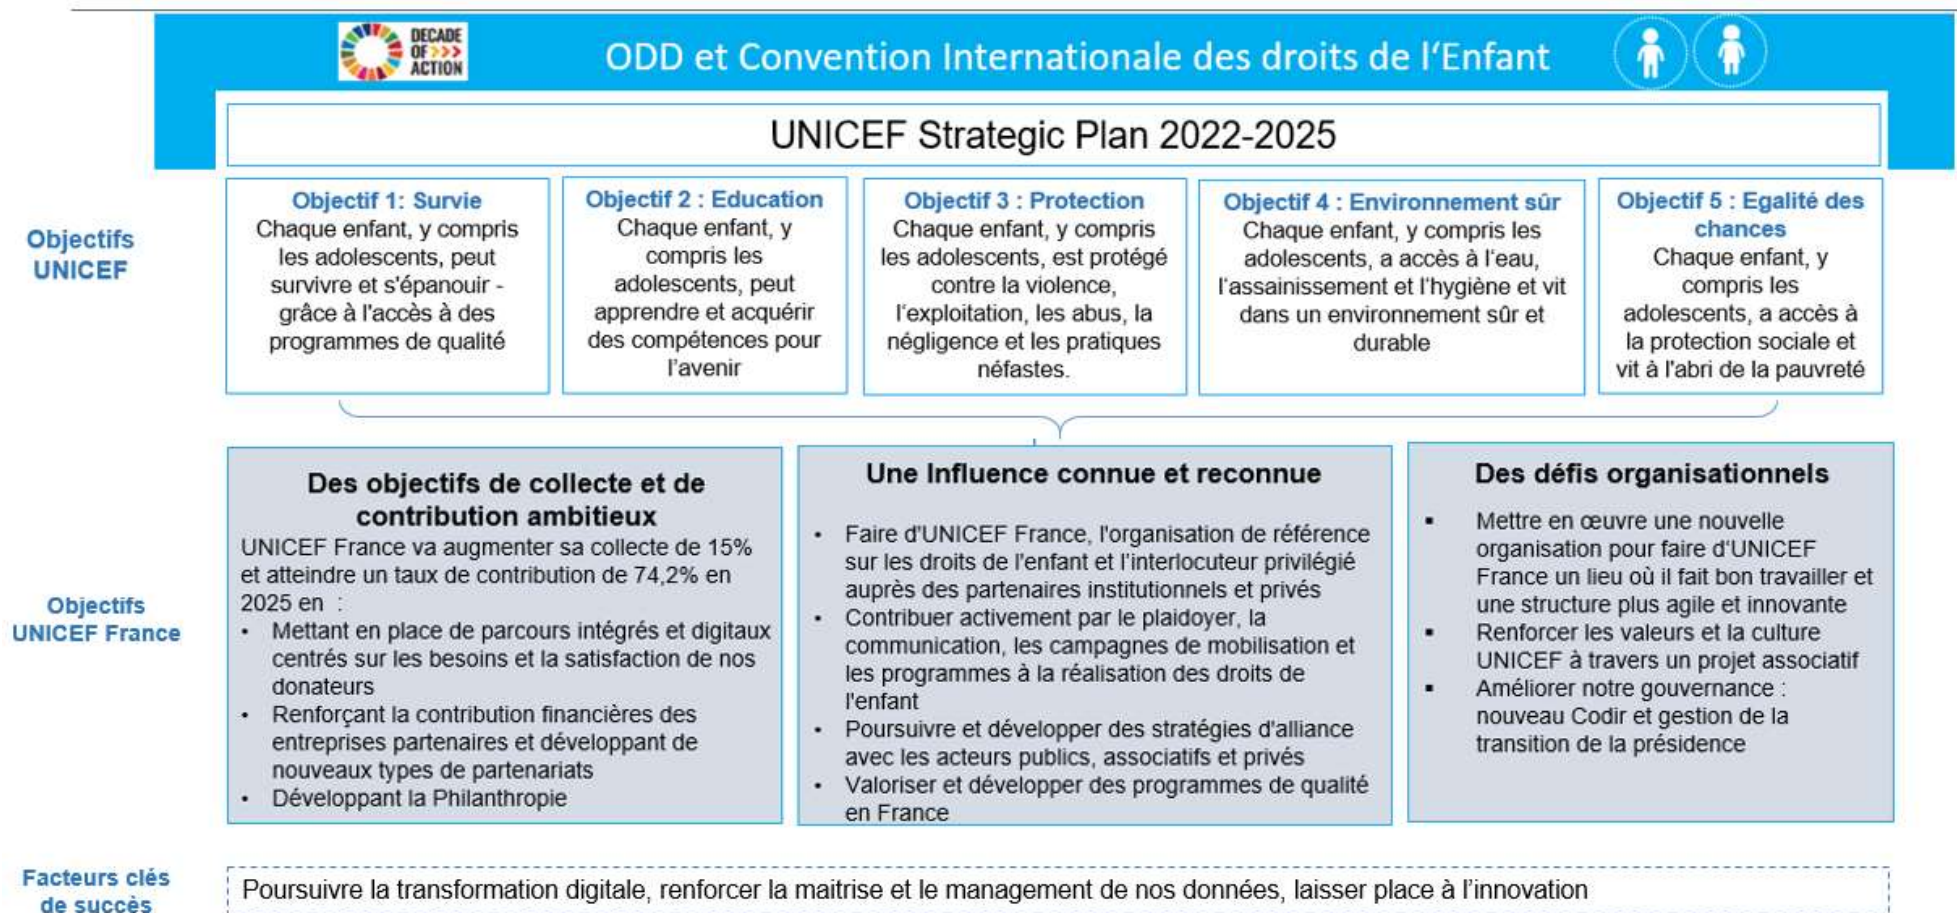 DECADE
OF >>>
ACTION
ODD et Convention Internationale des droits de l‘Enfant
UNICEF Strategic Plan 2022-2025
Objectifs
UNICEF
Objectif 1: Survie
Chaque enfant, y compris
les adolescents, peut
survivre et s'épanouir -
grâce à l'accès à des
programmes de qualité
Objectif 2 : Education
Chaque enfant, y
compris les
adolescents, peut
apprendre et acquérir
des compétences pour
l’avenir
Objectif 3 : Protection
Chaque enfant, y compris
les adolescents, est protégé
contre la violence,
l‘exploitation, les abus, la
négligence et les pratiques
néfastes.
Objectif 4 : Environnement sûr
Chaque enfant, y compris les
adolescents, a accès à l‘eau,
l‘assainissement et l‘hygiène et vit
dans un environnement sûr et
durable
Objectif 5 : Egalité des
chances
Chaque enfant, y
compris les
adolescents, a accès à
la protection sociale et
vit à l'abri de la pauvreté
Objectifs
UNICEF France
Des objectifs de collecte et de
contribution ambitieux
UNICEF France va augmenter sa collecte de 15%
et atteindre un taux de contribution de 74,2% en
2025 en :
• Mettant en place de parcours intégrés et digitaux
centrés sur les besoins et la satisfaction de nos
donateurs
• Renforçant la contribution financières des
entreprises partenaires et développant de
nouveaux types de partenariats
• Développant la Philanthropie
Une Influence connue et reconnue
• Faire d'UNICEF France, l'organisation de référence
sur les droits de l'enfant et l’interlocuteur privilégié
auprès des partenaires institutionnels et privés
• Contribuer activement par le plaidoyer, la
communication, les campagnes de mobilisation et
les programmes à la réalisation des droits de
l'enfant
• Poursuivre et développer des stratégies d'alliance
avec les acteurs publics, associatifs et privés
• Valoriser et développer des programmes de qualité
en France
Des défis organisationnels
▪ Mettre en œuvre une nouvelle
organisation pour faire d‘UNICEF
France un lieu où il fait bon travailler et
une structure plus agile et innovante
▪ Renforcer les valeurs et la culture
UNICEF à travers un projet associatif
▪ Améliorer notre gouvernance :
nouveau Codir et gestion de la
transition de la présidence
Facteurs clés
de succès
Poursuivre la transformation digitale, renforcer la maitrise et le management de nos données, laisser place à l’innovation